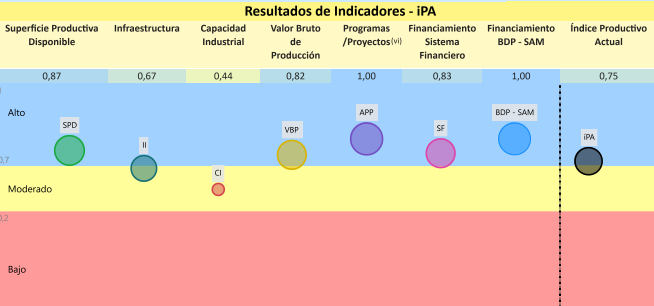 Resultados de Indicadores - iPA
Superficie Productiva Disponible
Infraestructura
Capacidad Industrial
Valor Bruto de Producción
Programas /Proyectos(vi)
Financiamiento Sistema Financiero
Financiamiento BDP - SAM
Índice Productivo Actual
0,87 0,67 0,44 0,82 1,00 0,83 1,00 0,75
Alto
SPD
II
CI
VBP
APP
SF
BDP - SAM
iPA
0,7
Moderado
0,2
Bajo